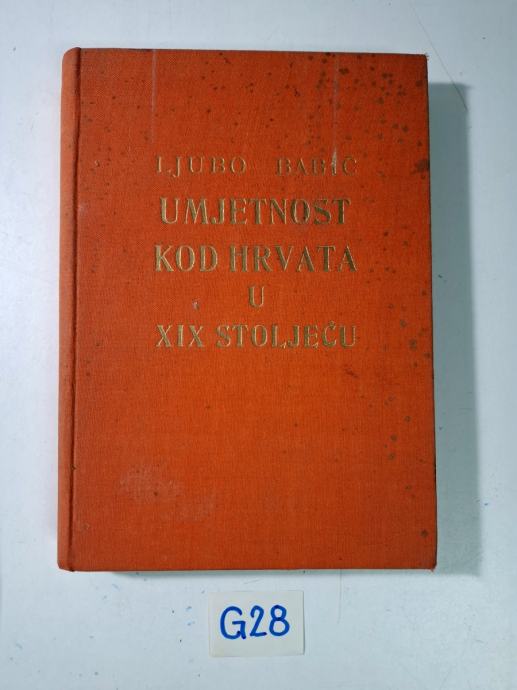 LJUBO BABIĆ
UMJETNOST
KOD HRVATA
U
XIX STOLJEĆU
G28